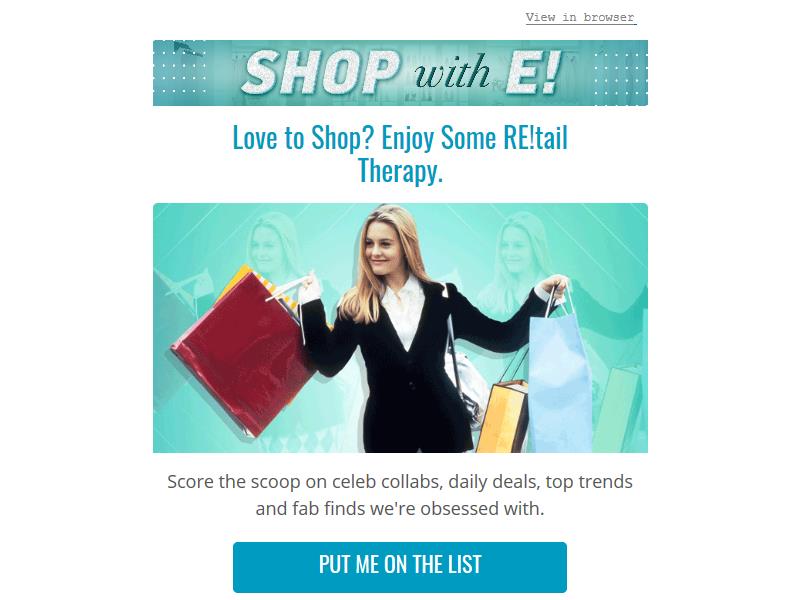 View in browser
SHOP with E!
Love to Shop? Enjoy Some RE!tail
Therapy.
Score the scoop on celeb collabs, daily deals, top trends
and fab finds we're obsessed with.
PUT ME ON THE LIST